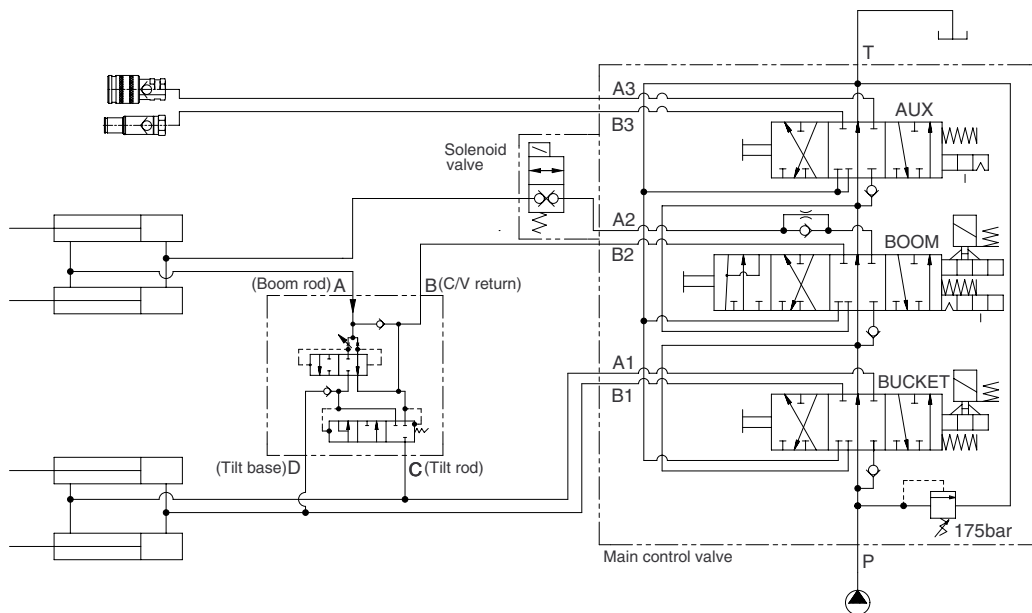 T
A3
AUX
B3
Solenoid
valve
A2
BOOM
B2
(Boom rod) A
B (C/V return)
A1
BUCKET
B1
(Tilt base) D
C (Tilt rod)
175bar
Main control valve
P